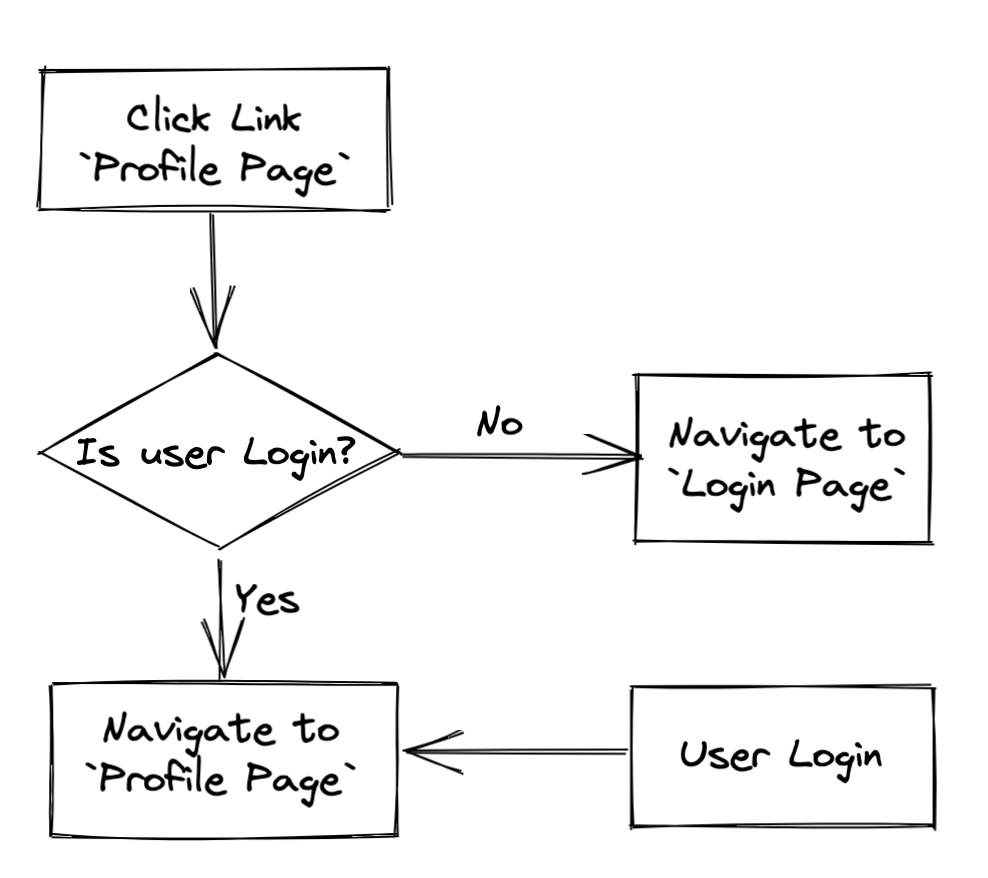 Click Link
`Profile Page`
Is user Login?
No
Navigate to
`Login Page`
Yes
Navigate to
`Profile Page`
User Login